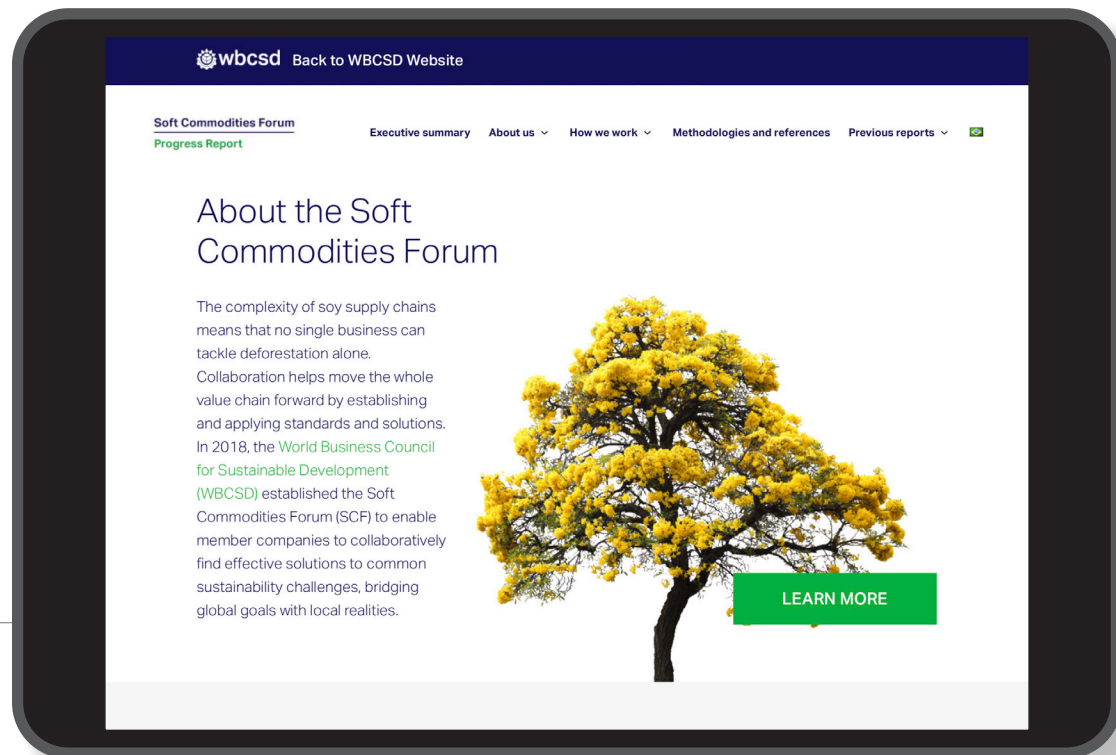 wbcsd Back to WBCSD Website
Soft Commodities Forum
Progress Report
Executive summary About us How we work Methodologies and references Previous reports
About the Soft
Commodities Forum
The complexity of soy supply chains
means that no single business can
tackle deforestation alone.
Collaboration helps move the whole
value chain forward by establishing
and applying standards and solutions.
In 2018, the World Business Council
for Sustainable Development
(WBCSD) established the Soft
Commodities Forum (SCF) to enable
member companies to collaboratively
find effective solutions to common
sustainability challenges, bridging
global goals with local realities.
LEARN MORE